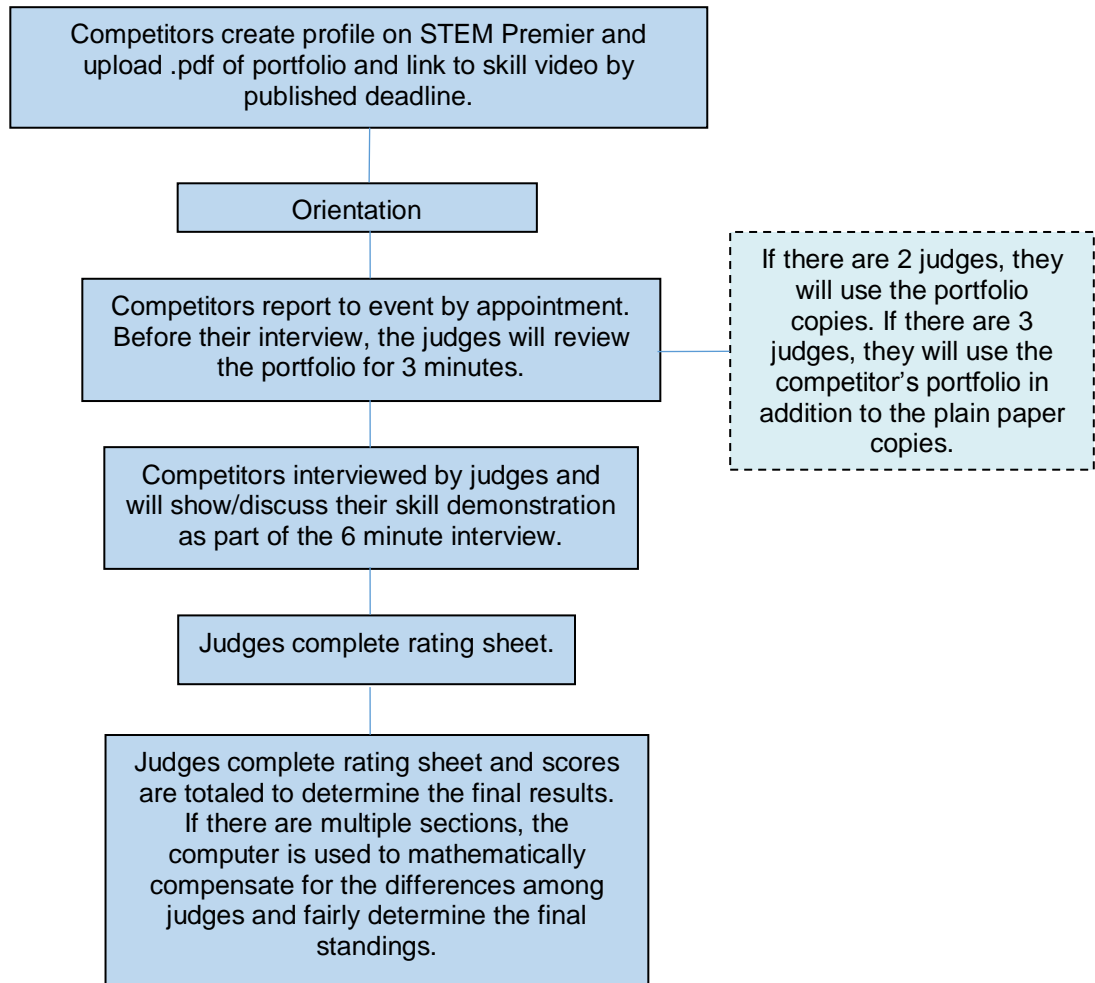 Competitors create profile on STEM Premier and
upload .pdf of portfolio and link to skill video by
published deadline.
Orientation
Competitors report to event by appointment.
Before their interview, the judges will review
the portfolio for 3 minutes.
If there are 2 judges, they
will use the portfolio
copies. If there are 3
judges, they will use the
competitor’s portfolio in
addition to the plain paper
copies.
Competitors interviewed by judges and
will show/discuss their skill demonstration
as part of the 6 minute interview.
Judges complete rating sheet.
Judges complete rating sheet and scores
are totaled to determine the final results.
If there are multiple sections, the
computer is used to mathematically
compensate for the differences among
judges and fairly determine the final
standings.